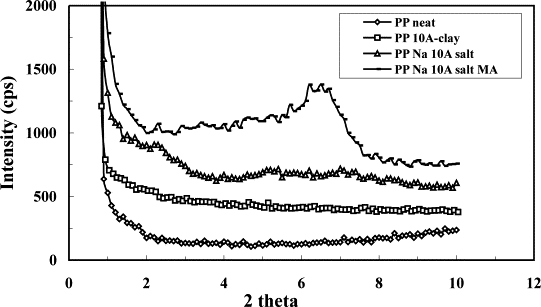 2000
1500
1000
500
0
Intensity (cps)
PP neat
PP 10A-clay
PP Na 10A salt
PP Na 10A salt MA
0 2 4 6 8 10 12
2 theta